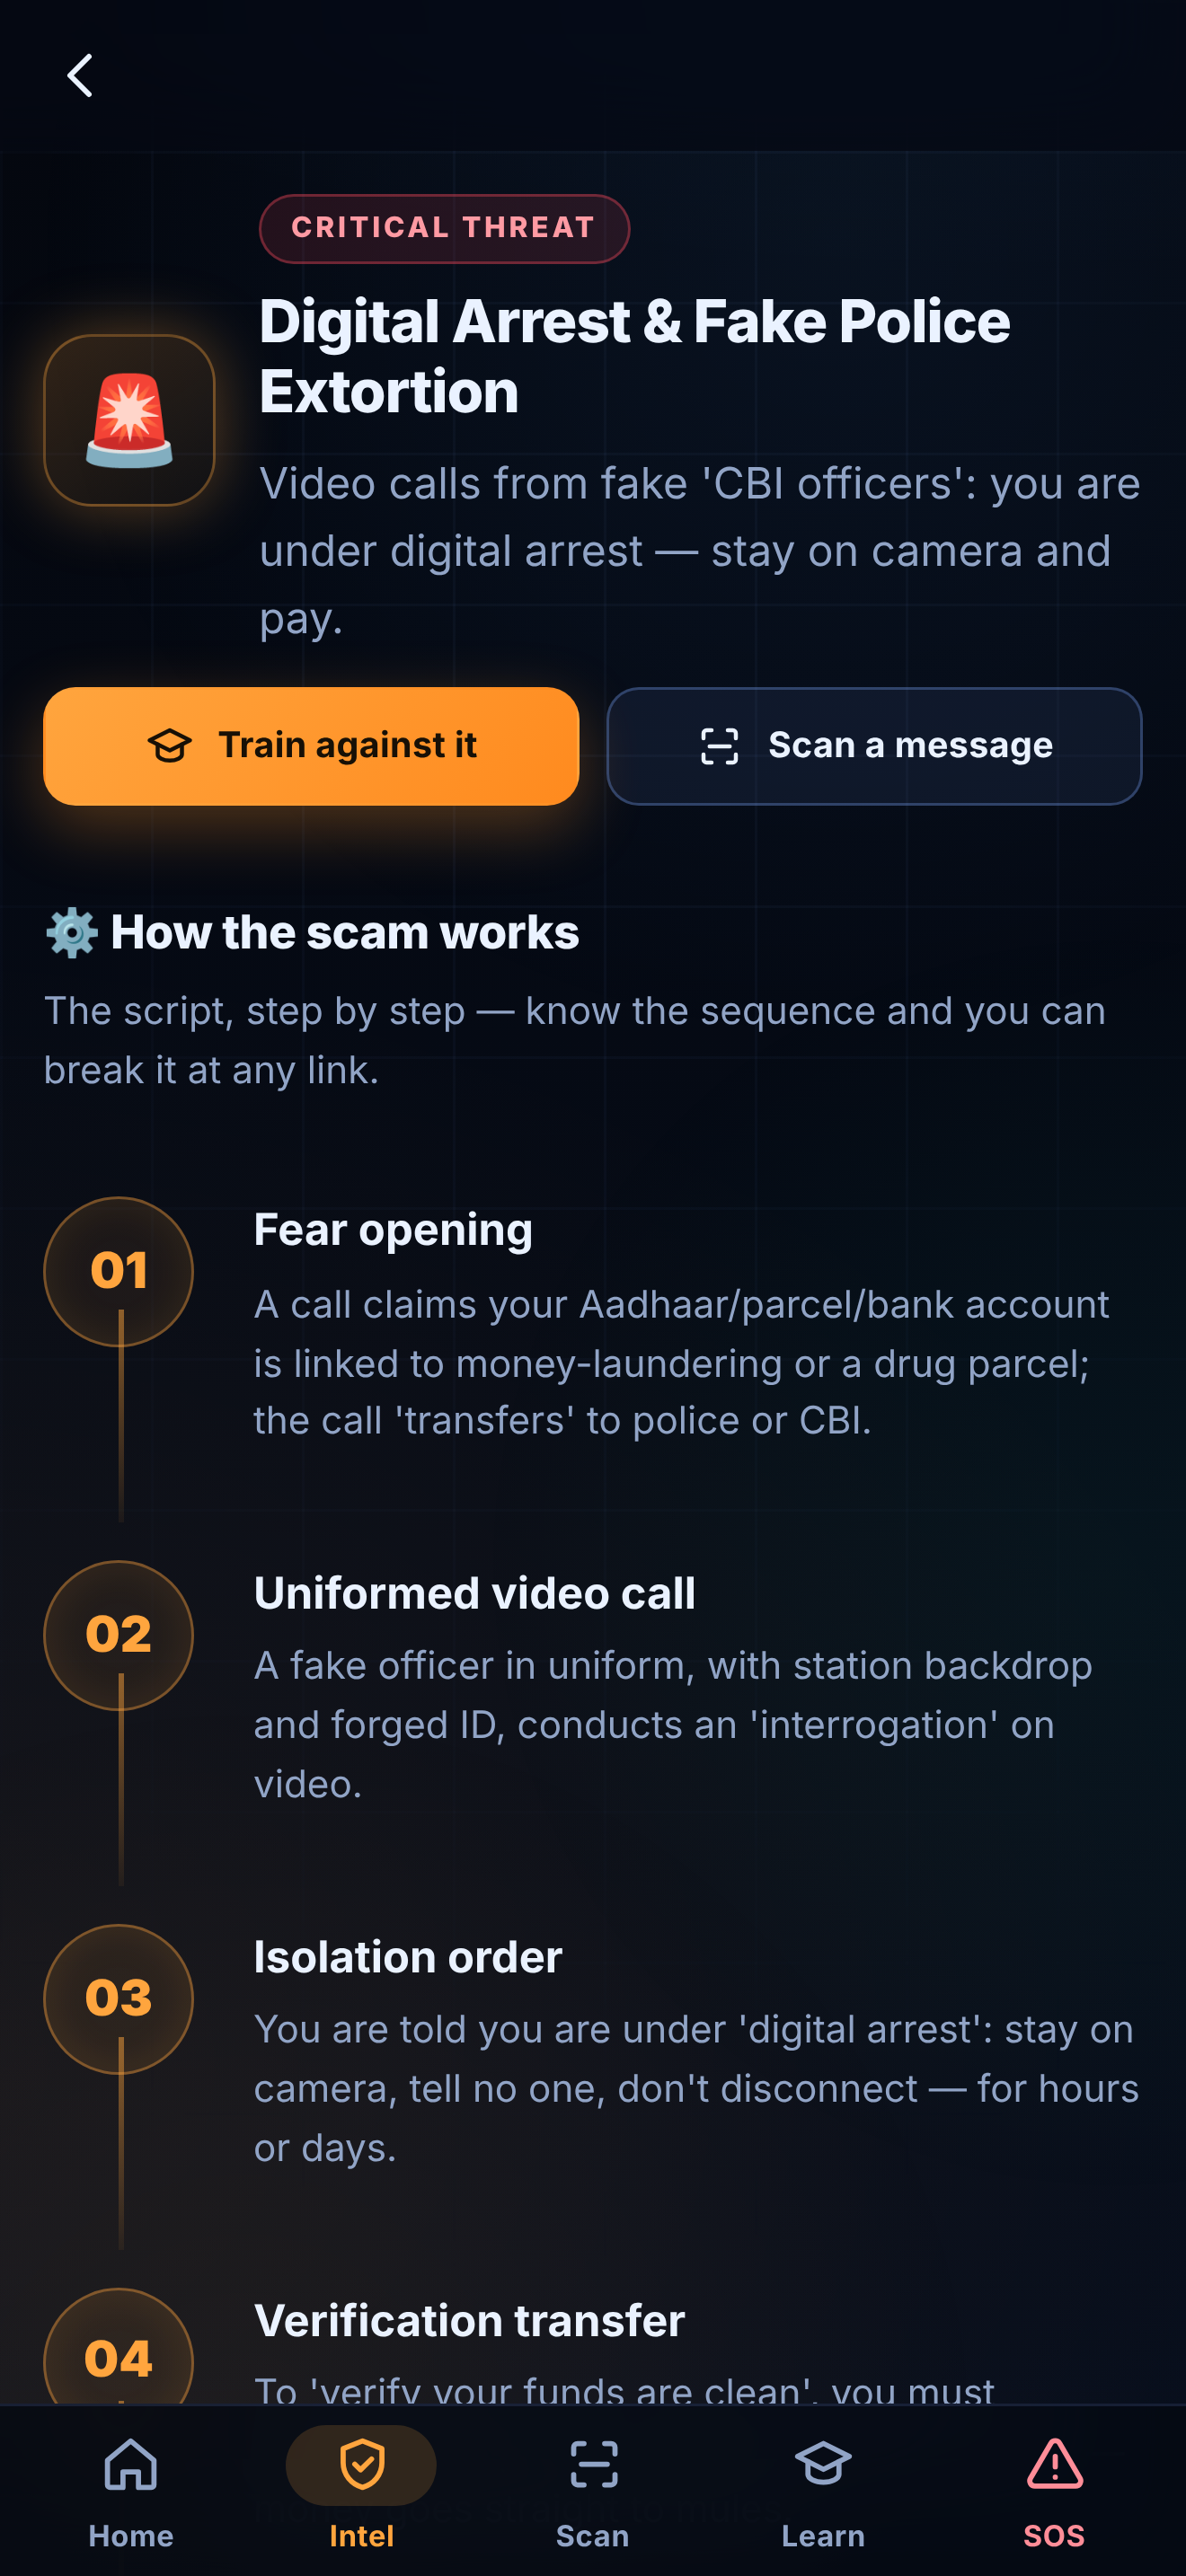 CRITICAL THREAT
Digital Arrest & Fake Police
Extortion
Video calls from fake 'CBI officers': you are
under digital arrest — stay on camera and
pay.
Train against it
Scan a message
How the scam works
The script, step by step — know the sequence and you can
break it at any link.
01
Fear opening
A call claims your Aadhaar/parcel/bank account
is linked to money-laundering or a drug parcel;
the call 'transfers' to police or CBI.
02
Uniformed video call
A fake officer in uniform, with station backdrop
and forged ID, conducts an 'interrogation' on
video.
03
Isolation order
You are told you are under 'digital arrest': stay on
camera, tell no one, don't disconnect — for hours
or days.
04
Verification transfer
To 'verify your funds are clean', you must
Home
Intel
Scan
Learn
SOS